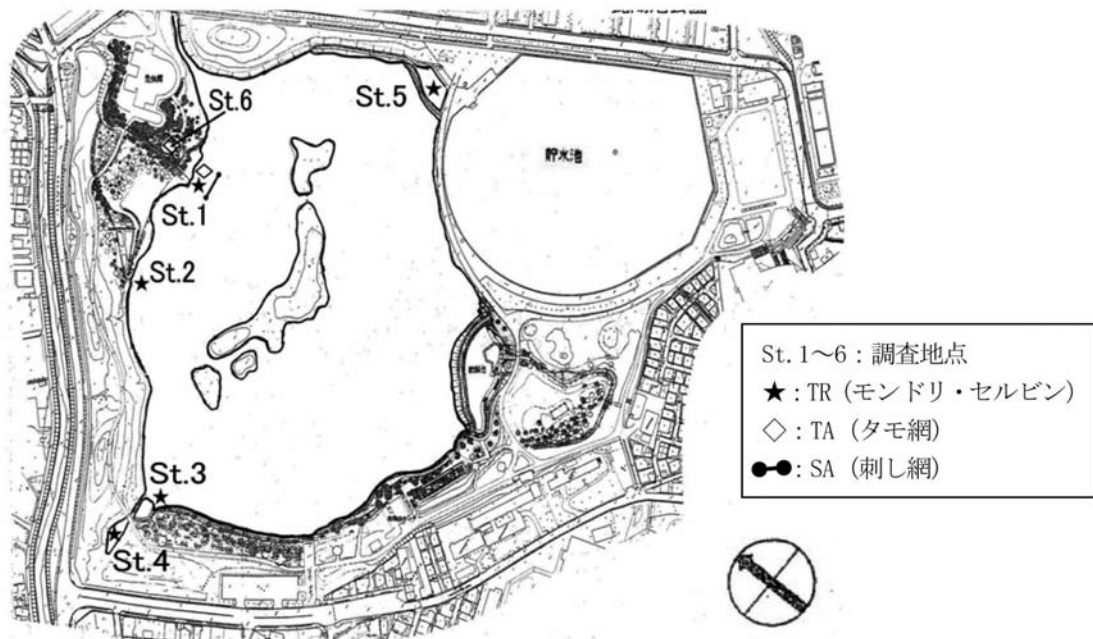 St.5
St.6
貯水池
St.1
St.2
St.3
St.4
St.1～6：調査地点
★：TR（モンドリ・セルビン）
◇：TA（タモ網）
●-●：SA（刺し網）